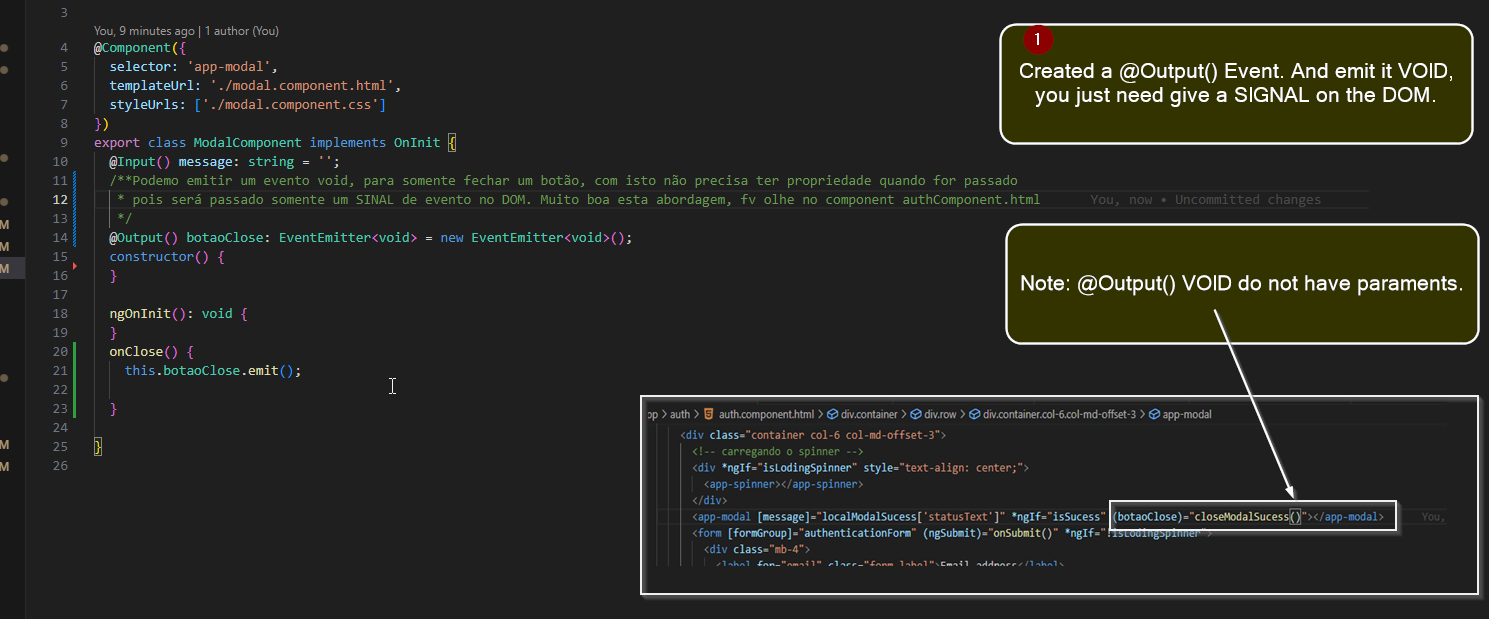 3
You, 9 minutes ago | 1 author (You)
4 @Component({
5 selector: 'app-modal',
6 templateUrl: './modal.component.html',
7 styleUrls: ['./modal.component.css']
8 })
9 export class ModalComponent implements OnInit {
10 @Input() message: string = '';
11 /**Podemo emitir um evento void, para somente fechar um botão, com isto não precisa ter propriedade quando for passado
12 * pois será passado somente um SINAL de evento no DOM. Muito boa esta abordagem, fv olhe no component authComponent.html You, now • Uncommitted changes
13 */
14 @Output() botaoClose: EventEmitter<void> = new EventEmitter<void>();
15 constructor() {
16 }
17
18 ngOnInit(): void {
19 }
20 onClose() {
21 this.botaoClose.emit();
22
23 }
24
25 }
26
M
M
M
M
M
1
Created a @Output() Event. And emit it VOID,
you just need give a SIGNAL on the DOM.
Note: @Output() VOID do not have paraments.
pp > auth > auth.component.html > div.container > div.row > div.container.col-6.col-md-offset-3 > app-modal
<div class="container col-6 col-md-offset-3">
<!-- carregando o spinner -->
<div *ngIf="isLodingSpinner" style="text-align: center;">
<app-spinner></app-spinner>
</div>
<app-modal [message]="localModalSucess['statusText']" *ngIf="isSucess" (botaoClose)="closeModalSucess()"></app-modal> You,
<form [formGroup]="authenticationForm" (ngSubmit)="onSubmit()" *ngIf="!isLodingSpinner">
<div class="mb-4">
<label for="email" class="form-label">Email address</label>